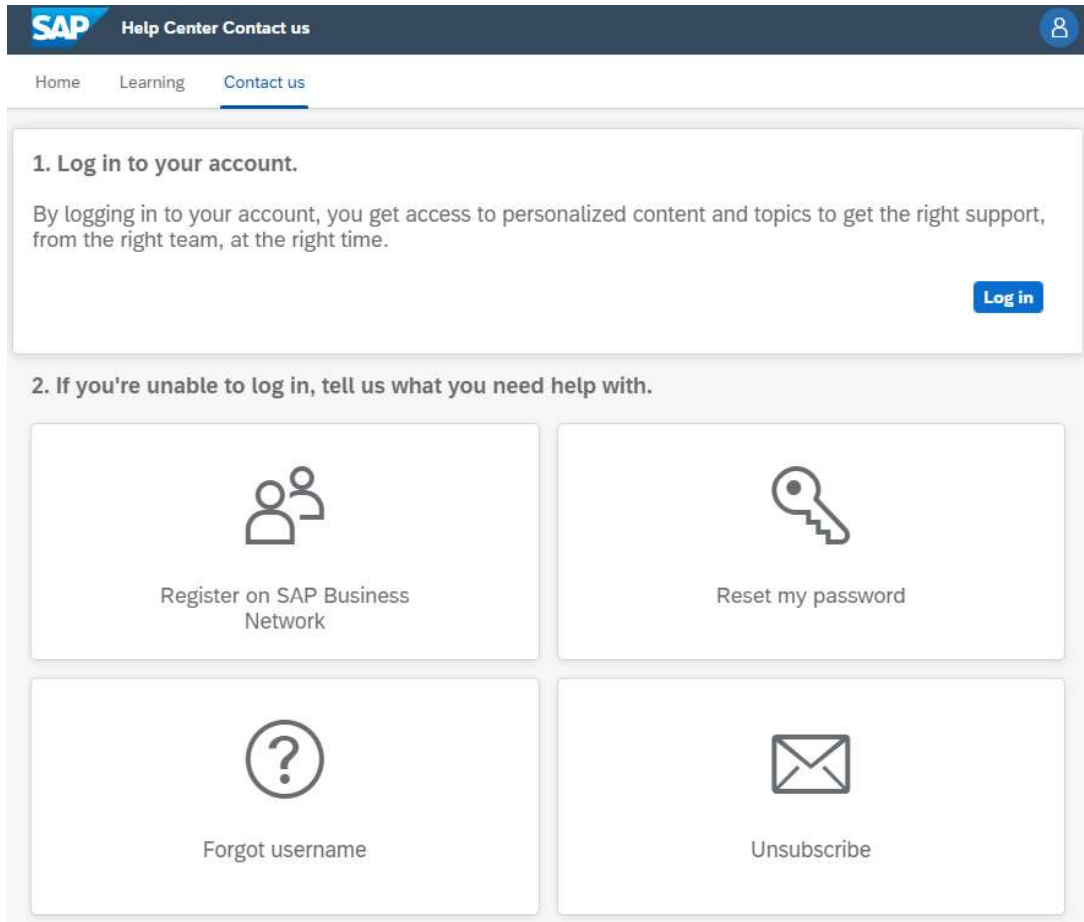 SAP Help Center Contact us
Home Learning Contact us
1. Log in to your account.
By logging in to your account, you get access to personalized content and topics to get the right support,
from the right team, at the right time.
Log in
2. If you're unable to log in, tell us what you need help with.
Register on SAP Business
Network
Reset my password
Forgot username
Unsubscribe